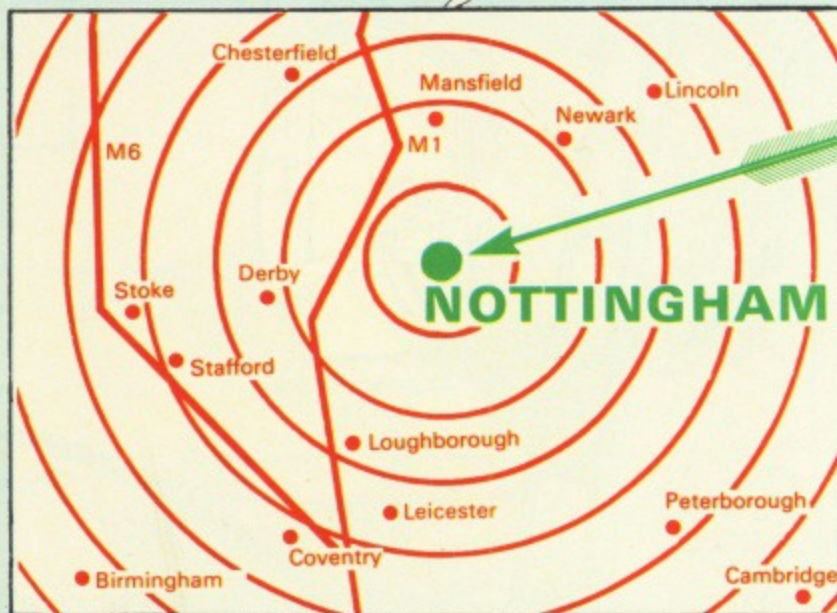 Chesterfield
Mansfield
Lincoln
Newark
M6
M1
Derby
Stoke
NOTTINGHAM
Stafford
Loughborough
Leicester
Peterborough
Coventry
Birmingham
Cambridge